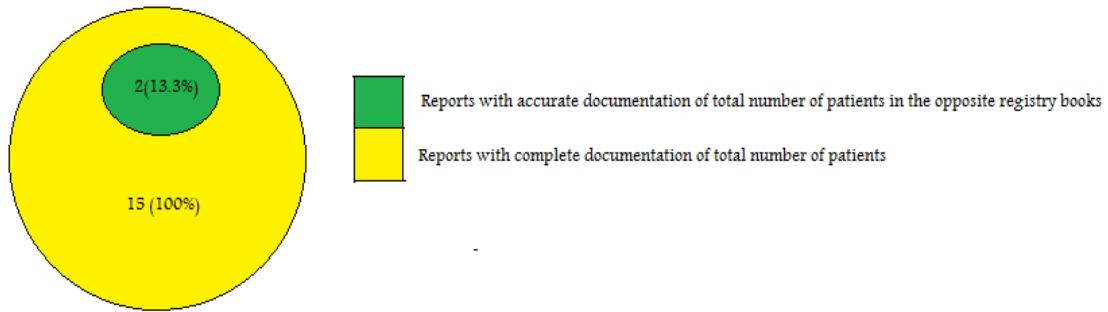 2(13.3%)
Reports with accurate documentation of total number of patients in the opposite registry books
Reports with complete documentation of total number of patients
15 (100%)
-